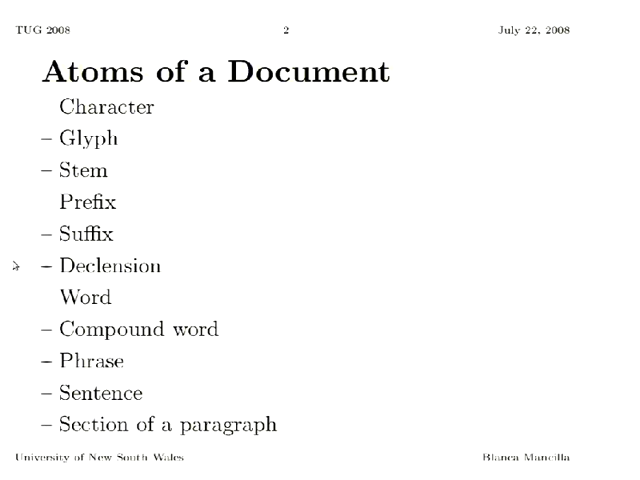 TUG 2008 2 July 22, 2008
Atoms of a Document
Character
– Glyph
– Stem
Prefix
– Suffix
– Declension
Word
– Compound word
– Phrase
– Sentence
– Section of a paragraph
University of New South Wales Blanca Mancilla